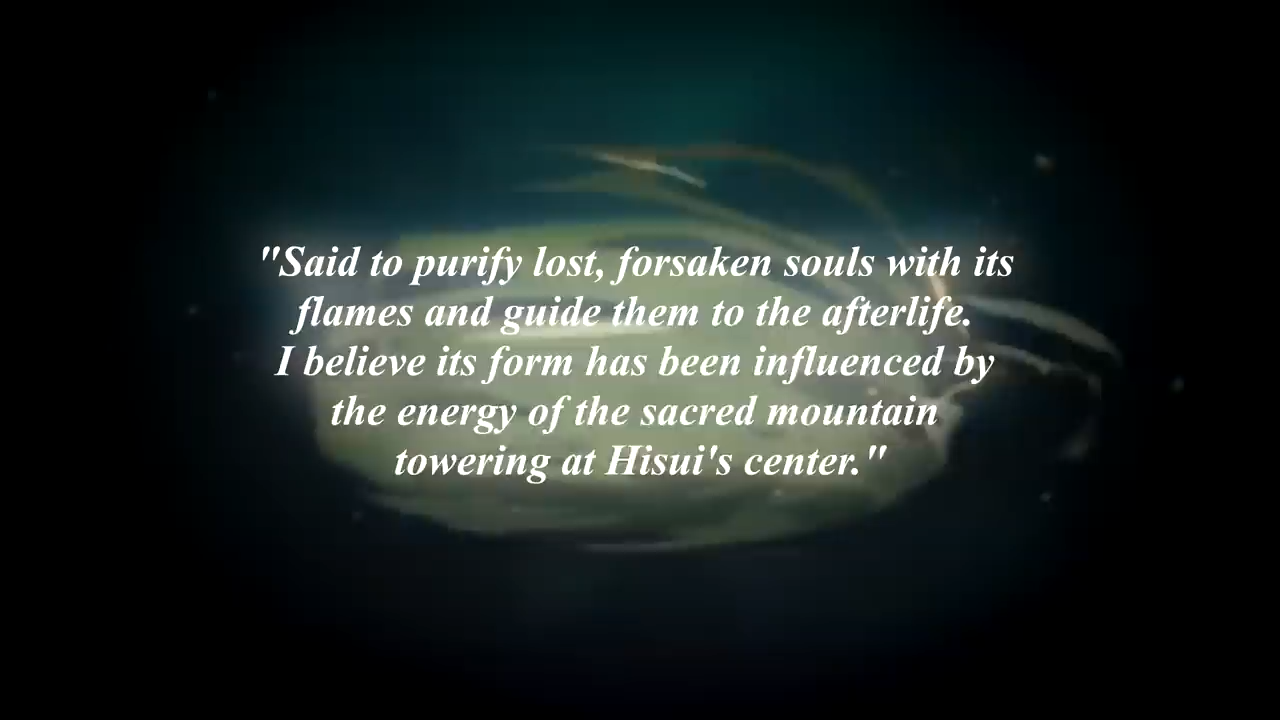 "Said to purify lost, forsaken souls with its
flames and guide them to the afterlife.
I believe its form has been influenced by
the energy of the sacred mountain
towering at Hisui's center."